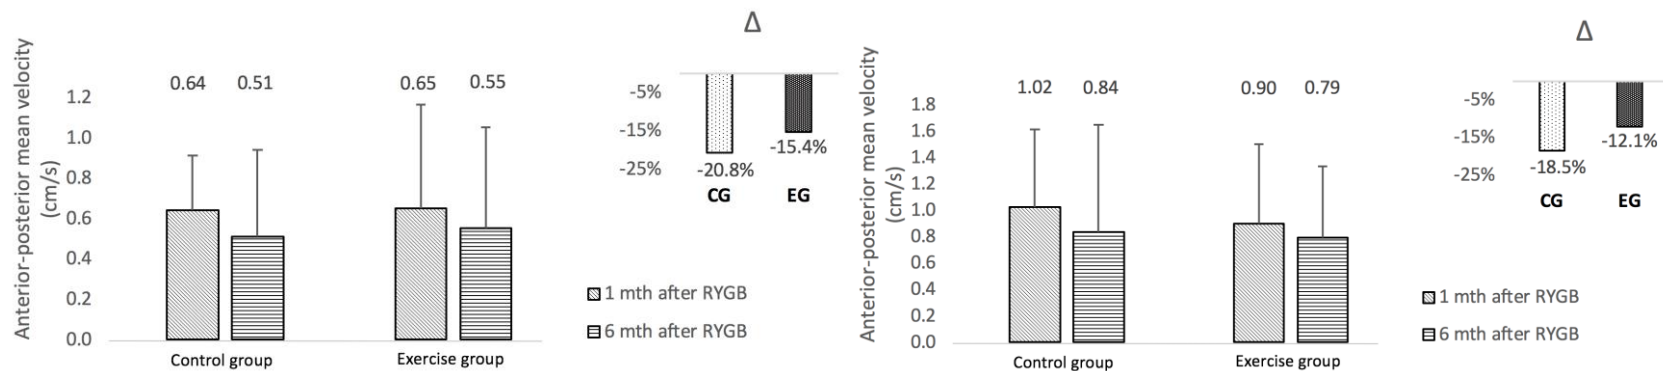 Anterior-posterior mean velocity
(cm/s)
1.2
1.0
0.8
0.6
0.4
0.2
0.0
0.64
0.51
0.65
0.55
Control group
Exercise group
Δ
-5%
-15%
-25%
-20.8%
-15.4%
CG
EG
1 mth after RYGB
6 mth after RYGB
Anterior-posterior mean velocity
(cm/s)
1.8
1.6
1.4
1.2
1.0
0.8
0.6
0.4
0.2
0.0
1.02
0.84
0.90
0.79
Control group
Exercise group
Δ
-5%
-15%
-25%
-18.5%
-12.1%
CG
EG
1 mth after RYGB
6 mth after RYGB